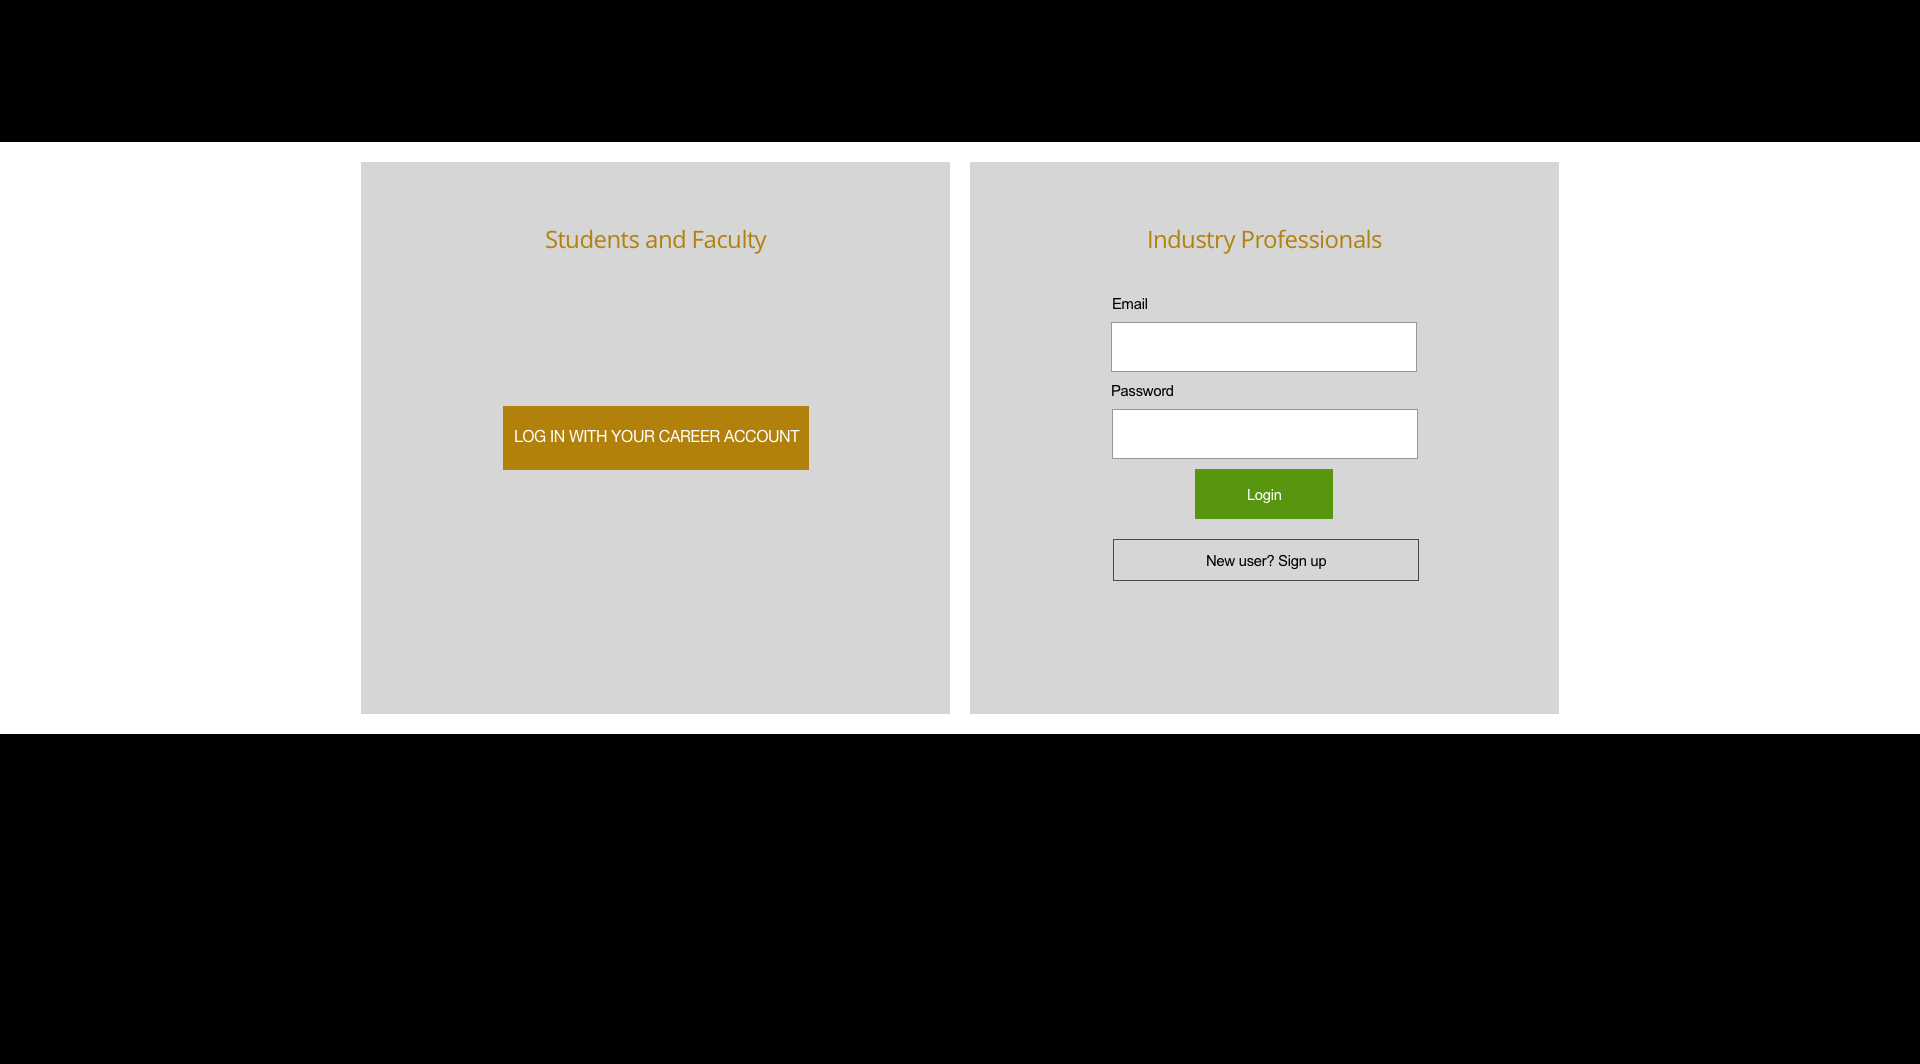 Students and Faculty
LOG IN WITH YOUR CAREER ACCOUNT
Industry Professionals
Email
Password
Login
New user? Sign up